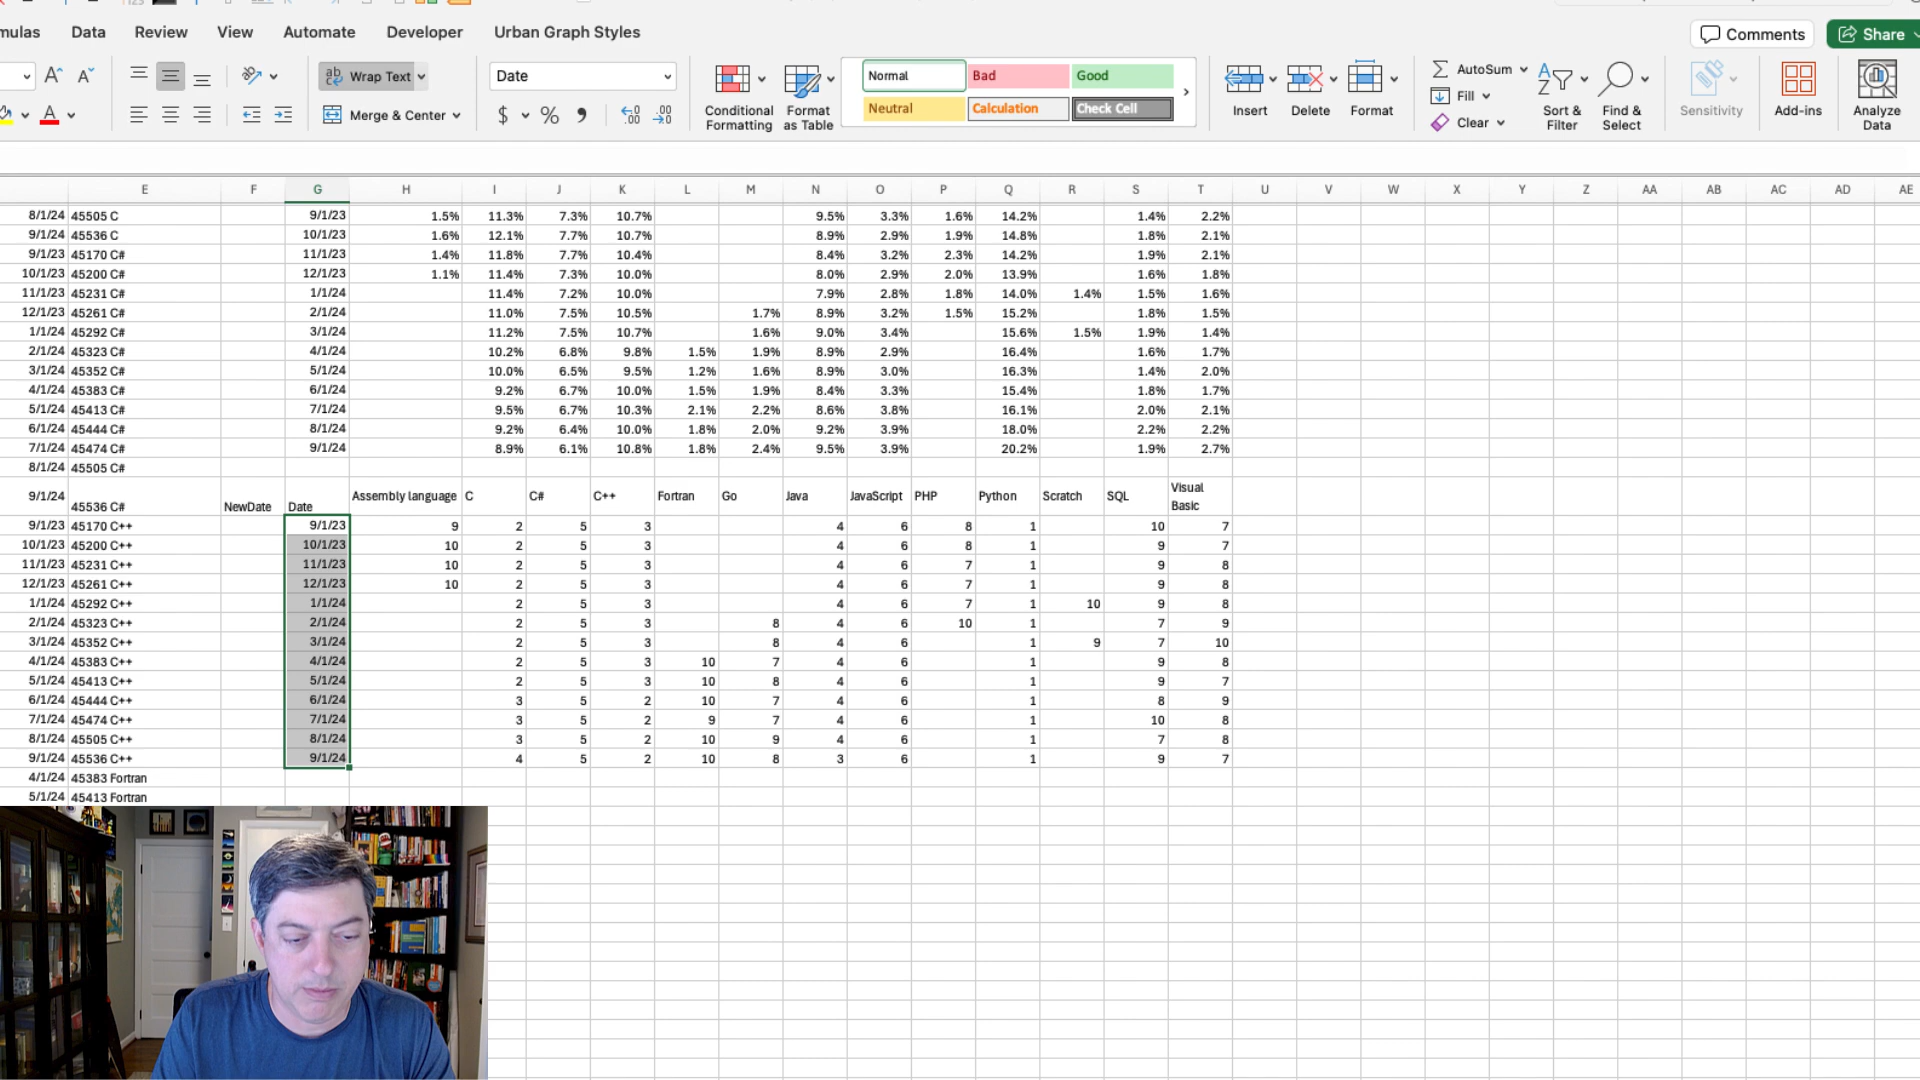 mulas Data Review View Automate Developer Urban Graph Styles Comments Share
Wrap Text Date Normal Bad Good AutoSum
Merge & Center $ % Neutral Calculation Check Cell Fill
Conditional Formatting Format as Table Insert Delete Format Clear Sort & Filter Find & Select Sensitivity Add-ins Analyze Data
E F G H I J K L M N O P Q R S T U V W X Y Z AA AB AC AD AE
8/1/24 45505 C 9/1/23 1.5% 11.3% 7.3% 10.7% 9.5% 3.3% 1.6% 14.2% 1.4% 2.2%
9/1/24 45536 C 10/1/23 1.6% 12.1% 7.7% 10.7% 8.9% 2.9% 1.9% 14.8% 1.8% 2.1%
9/1/23 45170 C# 11/1/23 1.4% 11.8% 7.7% 10.4% 8.4% 3.2% 2.3% 14.2% 1.9% 2.1%
10/1/23 45200 C# 12/1/23 1.1% 11.4% 7.3% 10.0% 8.0% 2.9% 2.0% 13.9% 1.6% 1.8%
11/1/23 45231 C# 1/1/24 11.4% 7.2% 10.0% 7.9% 2.8% 1.8% 14.0% 1.4% 1.5% 1.6%
12/1/23 45261 C# 2/1/24 11.0% 7.5% 10.5% 1.7% 8.9% 3.2% 1.5% 15.2% 1.8% 1.5%
1/1/24 45292 C# 3/1/24 11.2% 7.5% 10.7% 1.6% 9.0% 3.4% 15.6% 1.5% 1.9% 1.4%
2/1/24 45323 C# 4/1/24 10.2% 6.8% 9.8% 1.5% 1.9% 8.9% 2.9% 16.4% 1.6% 1.7%
3/1/24 45352 C# 5/1/24 10.0% 6.5% 9.5% 1.2% 1.6% 8.9% 3.0% 16.3% 1.4% 2.0%
4/1/24 45383 C# 6/1/24 9.2% 6.7% 10.0% 1.5% 1.9% 8.4% 3.3% 15.4% 1.8% 1.7%
5/1/24 45413 C# 7/1/24 9.5% 6.7% 10.3% 2.1% 2.2% 8.6% 3.8% 16.1% 2.0% 2.1%
6/1/24 45444 C# 8/1/24 9.2% 6.4% 10.0% 1.8% 2.0% 9.2% 3.9% 18.0% 2.2% 2.2%
7/1/24 45474 C# 9/1/24 8.9% 6.1% 10.8% 1.8% 2.4% 9.5% 3.9% 20.2% 1.9% 2.7%
8/1/24 45505 C#
9/1/24 45536 C# NewDate Date Assembly language C C# C++ Fortran Go Java JavaScript PHP Python Scratch SQL Visual Basic
9/1/23 45170 C++ 9/1/23 9 2 5 3 4 6 8 1 10 7
10/1/23 45200 C++ 10/1/23 10 2 5 3 4 6 8 1 9 7
11/1/23 45231 C++ 11/1/23 10 2 5 3 4 6 7 1 9 8
12/1/23 45261 C++ 12/1/23 10 2 5 3 4 6 7 1 9 8
1/1/24 45292 C++ 1/1/24 2 5 3 4 6 7 1 10 9 8
2/1/24 45323 C++ 2/1/24 2 5 3 8 4 6 10 1 7 9
3/1/24 45352 C++ 3/1/24 2 5 3 8 4 6 1 9 7 10
4/1/24 45383 C++ 4/1/24 2 5 3 10 7 4 6 1 9 8
5/1/24 45413 C++ 5/1/24 2 5 3 10 8 4 6 1 9 7
6/1/24 45444 C++ 6/1/24 3 5 2 10 7 4 6 1 8 9
7/1/24 45474 C++ 7/1/24 3 5 2 9 7 4 6 1 10 8
8/1/24 45505 C++ 8/1/24 3 5 2 10 9 4 6 1 7 8
9/1/24 45536 C++ 9/1/24 4 5 2 10 8 3 6 1 9 7
4/1/24 45383 Fortran
5/1/24 45413 Fortran